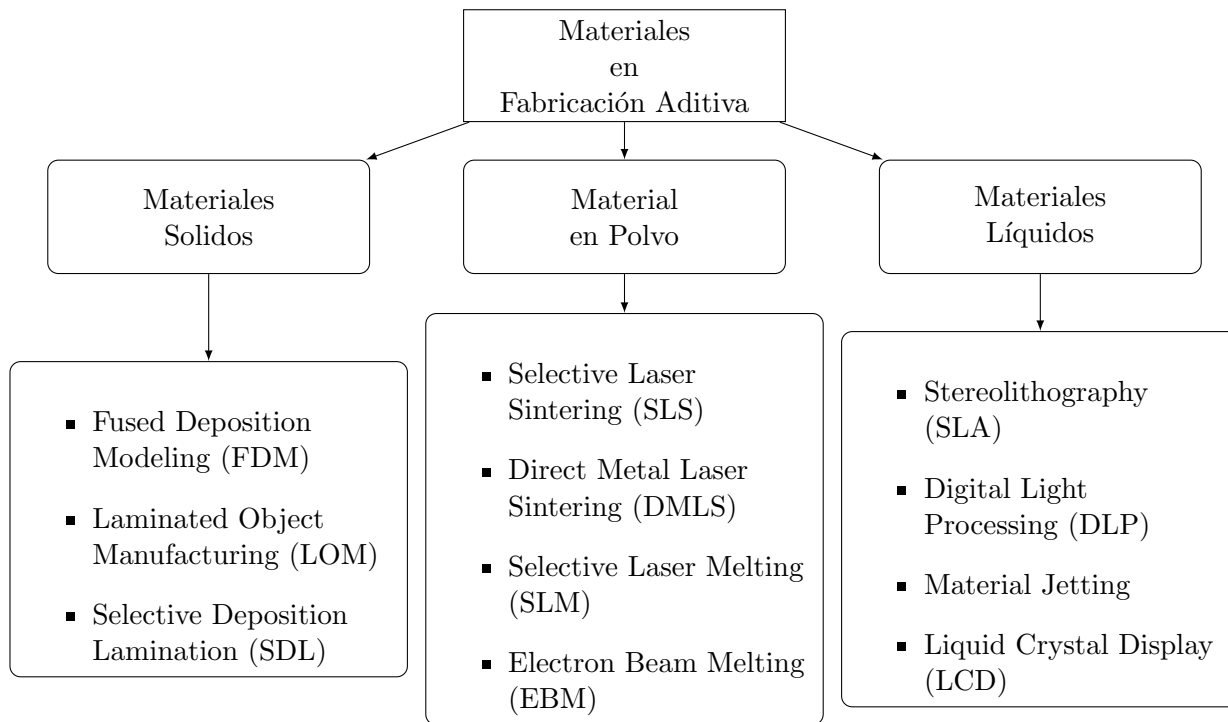 Materiales
en
Fabricación Aditiva
Materiales
Solidos
Material
en Polvo
Materiales
Líquidos
Fused Deposition
Modeling (FDM)
Laminated Object
Manufacturing (LOM)
Selective Deposition
Lamination (SDL)
Selective Laser
Sintering (SLS)
Direct Metal Laser
Sintering (DMLS)
Selective Laser Melting
(SLM)
Electron Beam Melting
(EBM)
Stereolithography
(SLA)
Digital Light
Processing (DLP)
Material Jetting
Liquid Crystal Display
(LCD)